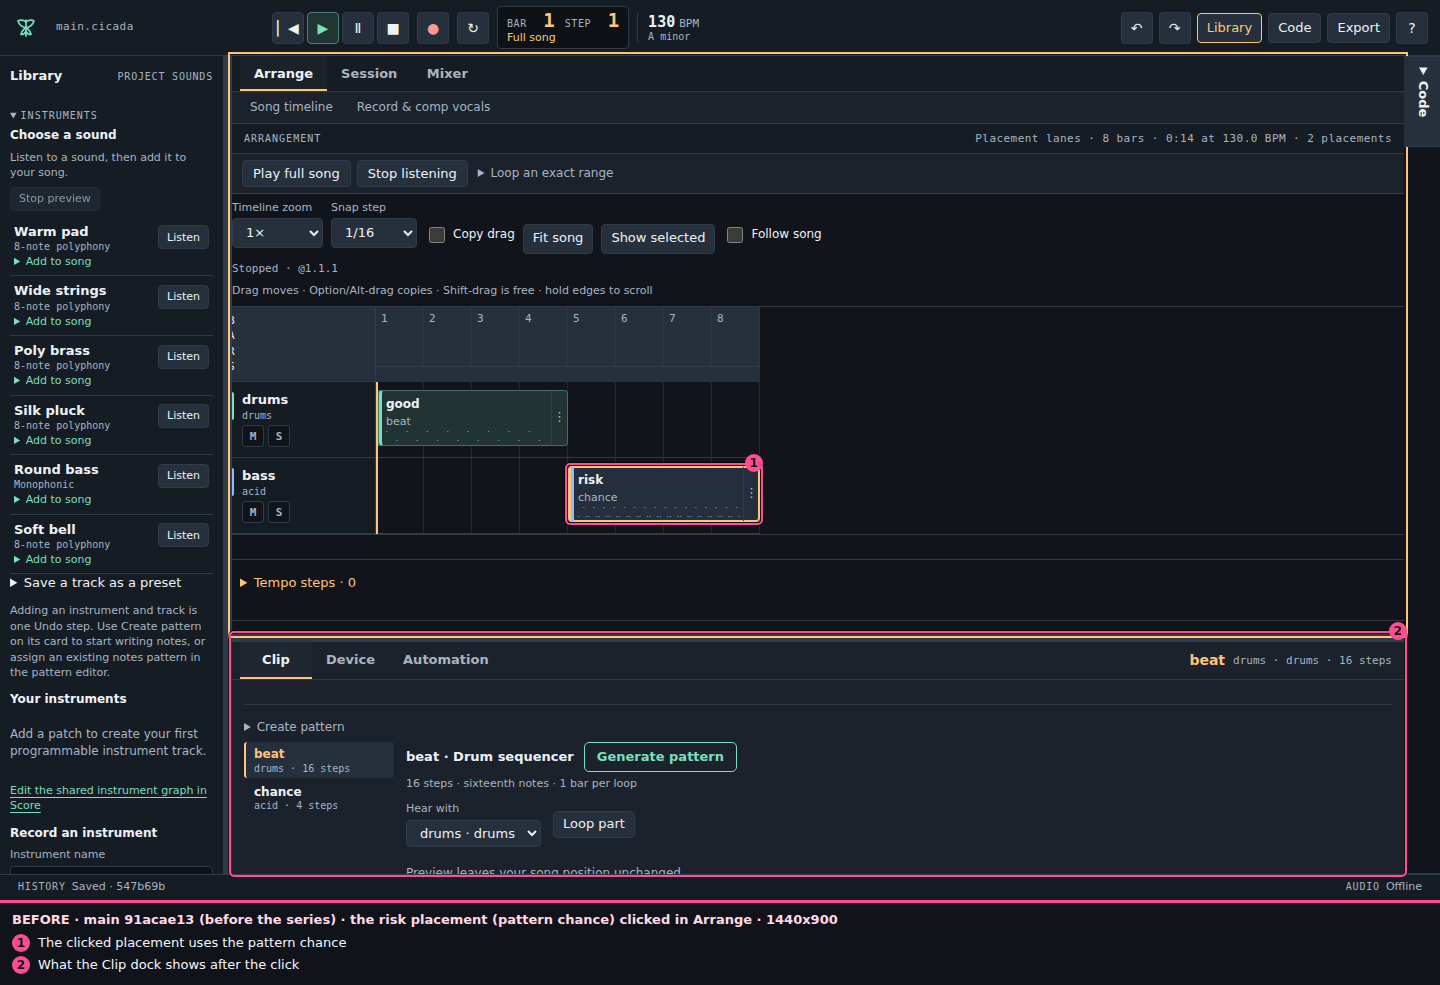 main.cicada
BAR 1 STEP 1
Full song
130 BPM
A minor
Library
Code
Export
?
Library
PROJECT SOUNDS
INSTRUMENTS
Choose a sound
Listen to a sound, then add it to
your song.
Stop preview
Warm pad
8-note polyphony
Add to song
Listen
Wide strings
8-note polyphony
Add to song
Listen
Poly brass
8-note polyphony
Add to song
Listen
Silk pluck
8-note polyphony
Add to song
Listen
Round bass
Monophonic
Add to song
Listen
Soft bell
8-note polyphony
Add to song
Listen
Save a track as a preset
Adding an instrument and track is
one Undo step. Use Create pattern
on its card to start writing notes, or
assign an existing notes pattern in
the pattern editor.
Your instruments
Add a patch to create your first
programmable instrument track.
Edit the shared instrument graph in
Score
Record an instrument
Instrument name
Arrange
Session
Mixer
Song timeline
Record & comp vocals
ARRANGEMENT
Placement lanes · 8 bars · 0:14 at 130.0 BPM · 2 placements
Play full song
Stop listening
Loop an exact range
Timeline zoom
Snap step
1×
1/16
Copy drag
Fit song
Show selected
Follow song
Stopped · @1.1.1
Drag moves · Option/Alt-drag copies · Shift-drag is free · hold edges to scroll
1 2 3 4 5 6 7 8
drums
drums
M S
good
beat
bass
acid
M S
risk
chance
1
Tempo steps · 0
2
Clip
Device
Automation
beat drums · drums · 16 steps
Create pattern
beat
drums · 16 steps
chance
acid · 4 steps
beat · Drum sequencer
Generate pattern
16 steps · sixteenth notes · 1 bar per loop
Hear with
drums · drums
Loop part
Preview leaves your song position unchanged
Code
HISTORY Saved · 547b69b
AUDIO Offline
BEFORE · main 91acae13 (before the series) · the risk placement (pattern chance) clicked in Arrange · 1440x900
1 The clicked placement uses the pattern chance
2 What the Clip dock shows after the click